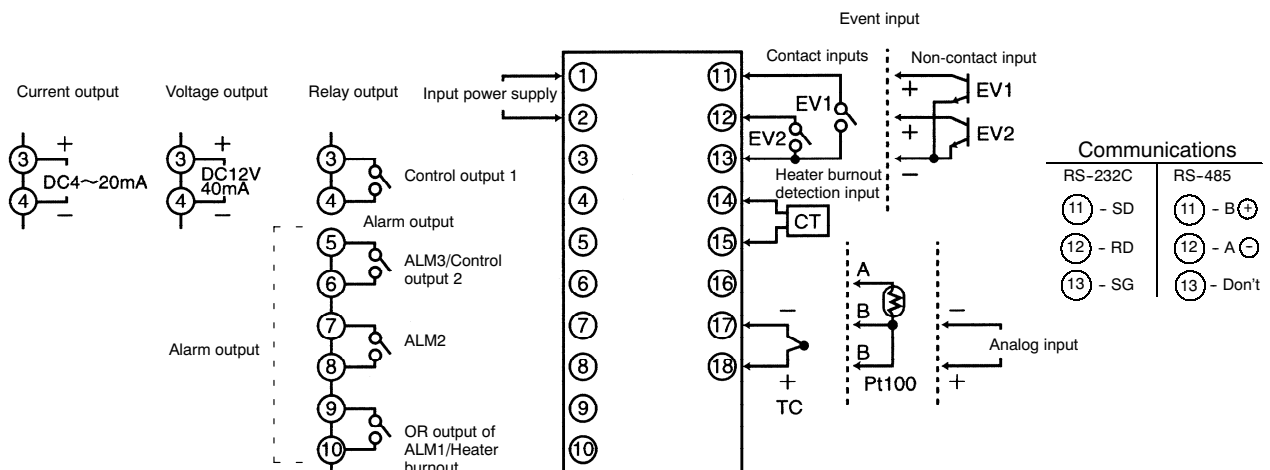 Event input
Contact inputs
Non-contact input
Current output
Voltage output
Relay output
Input power supply
1
2
3
4
5
6
7
8
9
10
11
12
13
14
15
16
17
18
EV1
EV2
+
EV1
+
EV2
−
3
+
DC4〜20mA
4
−
3
+
DC12V
40mA
4
−
3
4
Control output 1
Alarm output
5
6
ALM3/Control
output 2
Alarm output
7
8
ALM2
9
10
OR output of
ALM1/Heater
burnout
Heater burnout
detection input
CT
−
+
TC
A
B
B
Pt100
−
+
Analog input
Communications
RS-232C
RS-485
11 - SD
11 - B +
12 - RD
12 - A −
13 - SG
13 - Don't